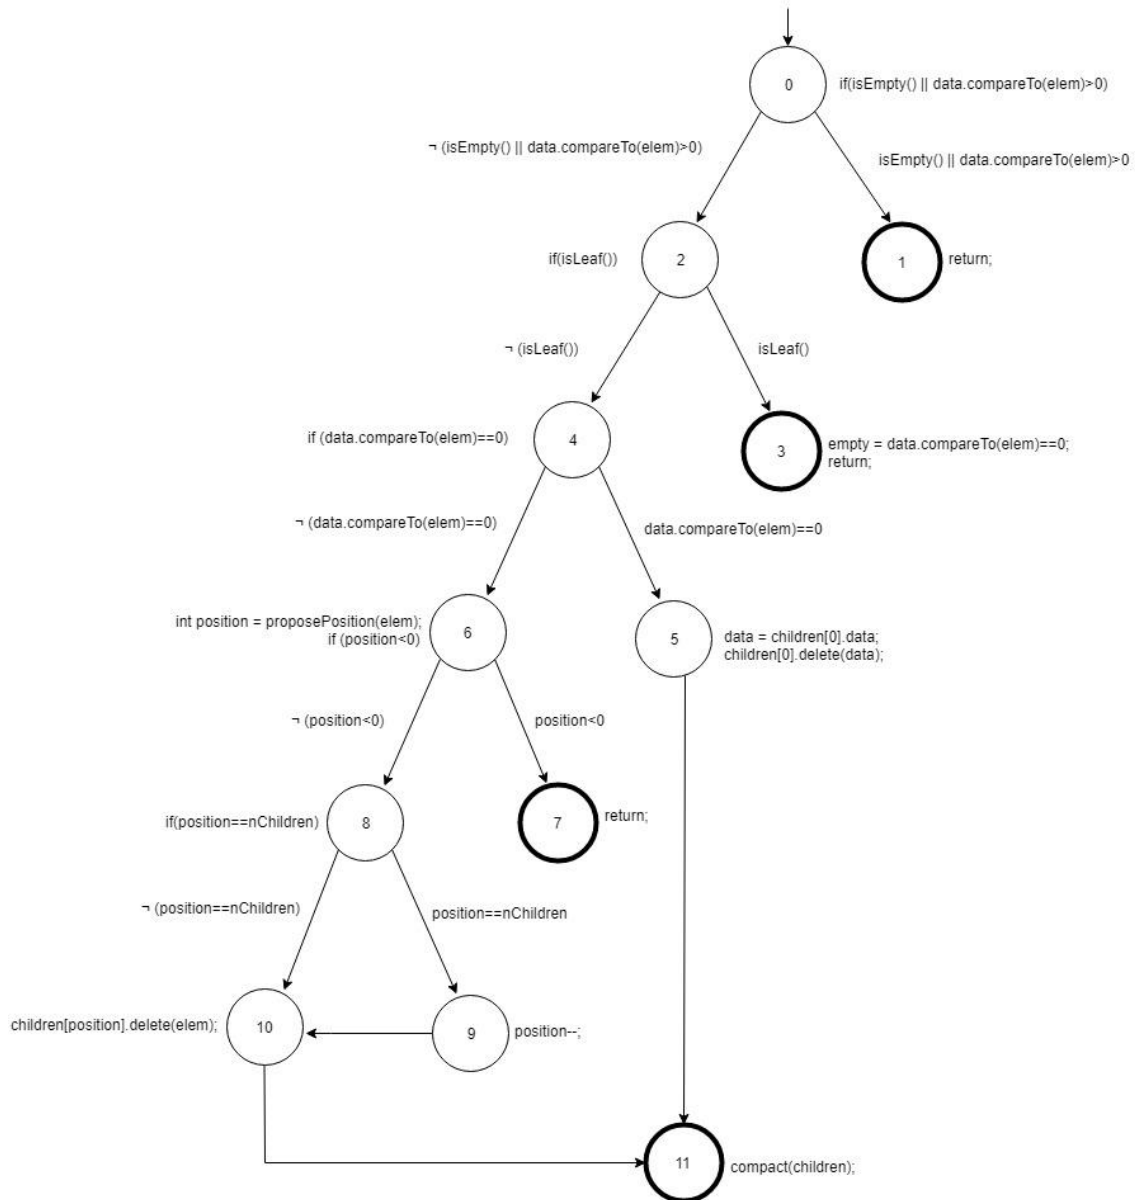 0
if(isEmpty() || data.compareTo(elem)>0)
¬ (isEmpty() || data.compareTo(elem)>0)
isEmpty() || data.compareTo(elem)>0
if(isLeaf())
2
1
return;
¬ (isLeaf())
isLeaf()
if (data.compareTo(elem)==0)
4
3
empty = data.compareTo(elem)==0;
return;
¬ (data.compareTo(elem)==0)
data.compareTo(elem)==0
int position = proposePosition(elem);
if (position<0)
6
5
data = children[0].data;
children[0].delete(data);
¬ (position<0)
position<0
if(position==nChildren)
8
7
return;
¬ (position==nChildren)
position==nChildren
children[position].delete(elem);
10
9
position--;
11
compact(children);